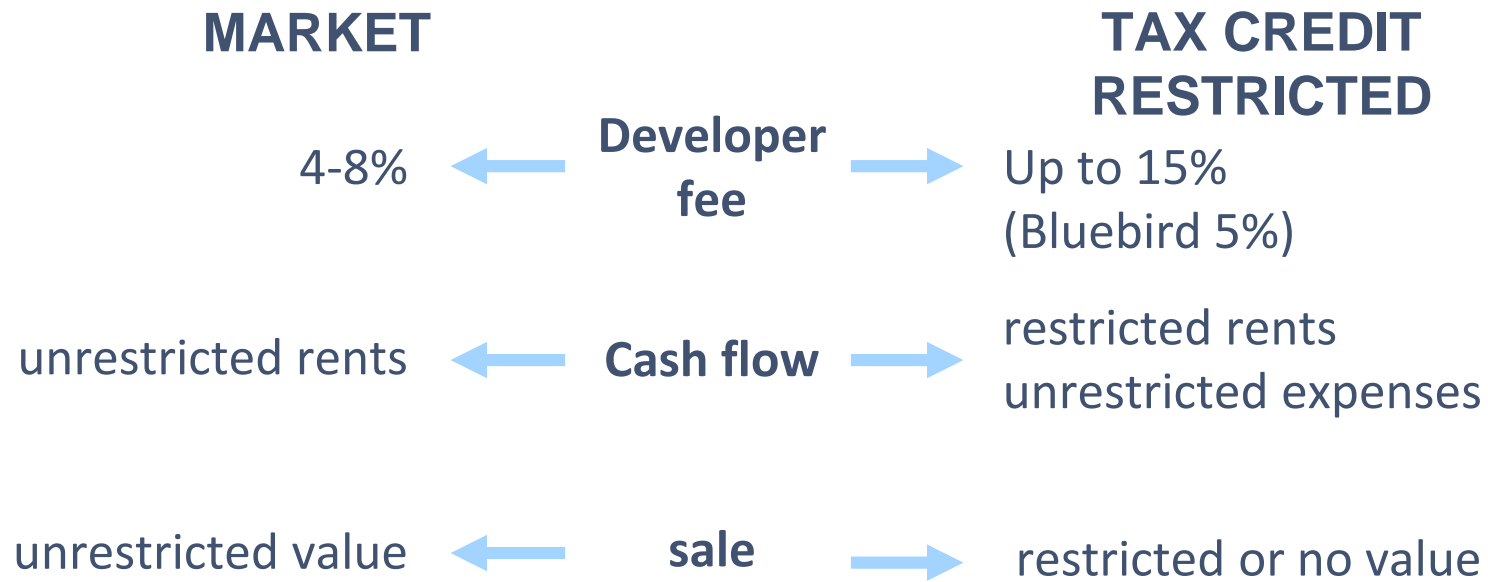 MARKET
TAX CREDIT
RESTRICTED
4-8%
Developer
fee
Up to 15%
(Bluebird 5%)
unrestricted rents
Cash flow
restricted rents
unrestricted expenses
unrestricted value
sale
restricted or no value